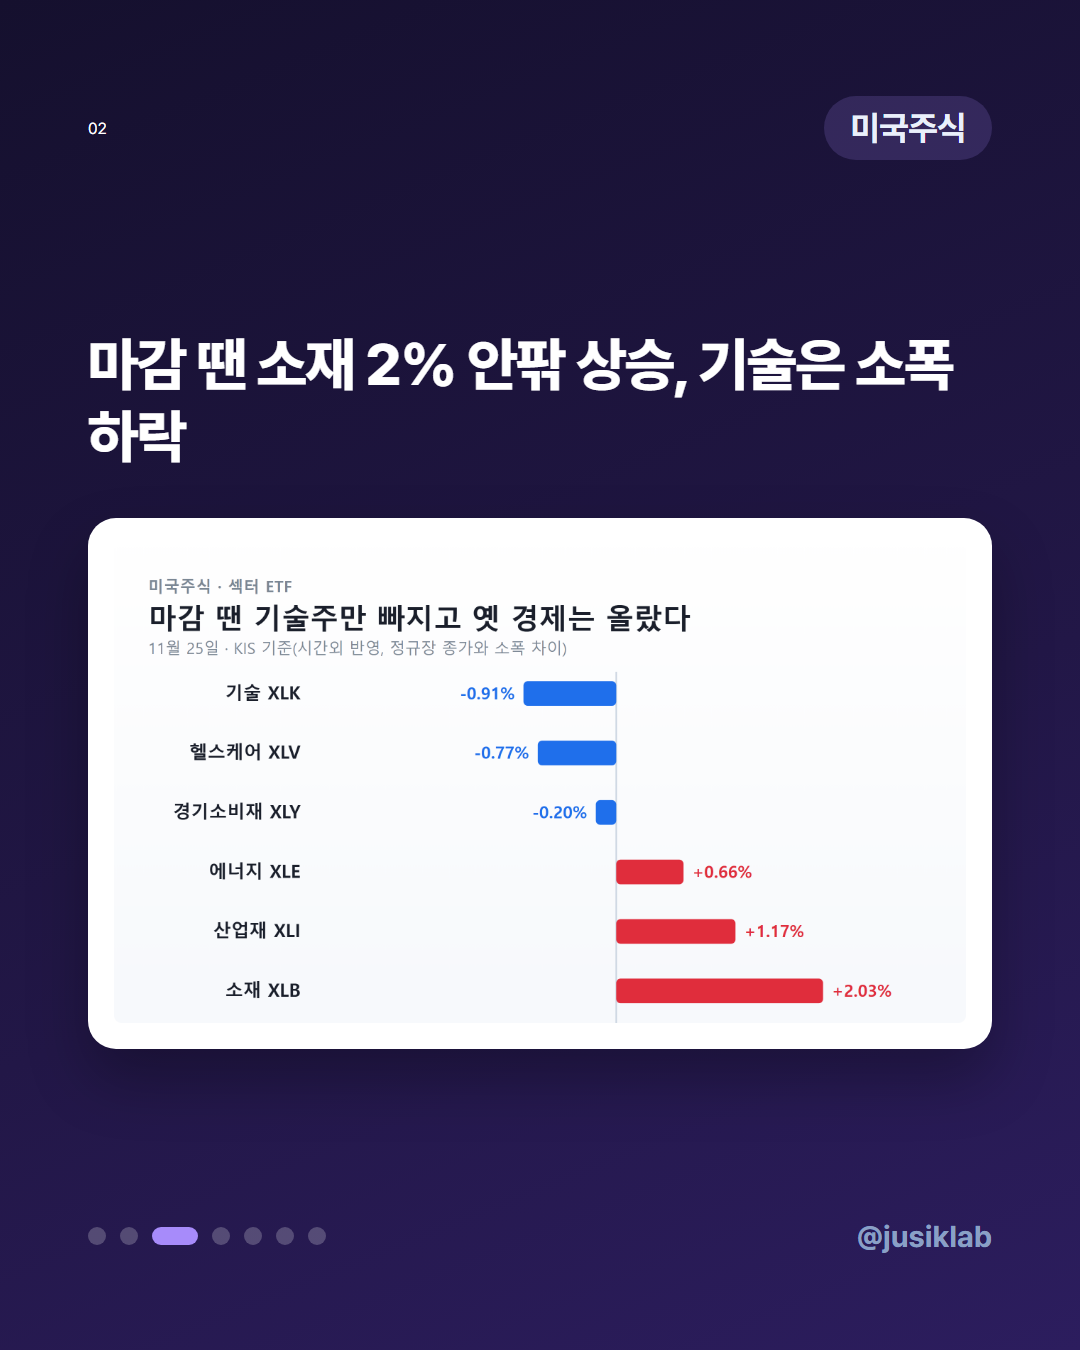 02
미국주식
마감 땐 소재 2% 안팎 상승, 기술은 소폭
하락
미국주식 · 섹터 ETF
마감 땐 기술주만 빠지고 옛 경제는 올랐다
11월 25일 · KIS 기준(시간외 반영, 정규장 종가와 소폭 차이)
기술 XLK -0.91%
헬스케어 XLV -0.77%
경기소비재 XLY -0.20%
에너지 XLE +0.66%
산업재 XLI +1.17%
소재 XLB +2.03%
@jusiklab